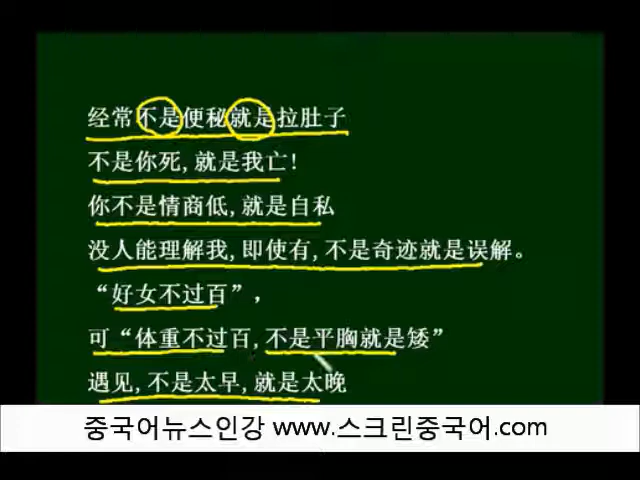 经常不是便秘就是拉肚子
不是你死,就是我亡!
你不是情商低,就是自私
没人能理解我,即使有,不是奇迹就是误解。
“好女不过百”,
可“体重不过百,不是平胸就是矮”
遇见,不是太早,就是太晚
중국어뉴스인강 www.스크린중국어.com